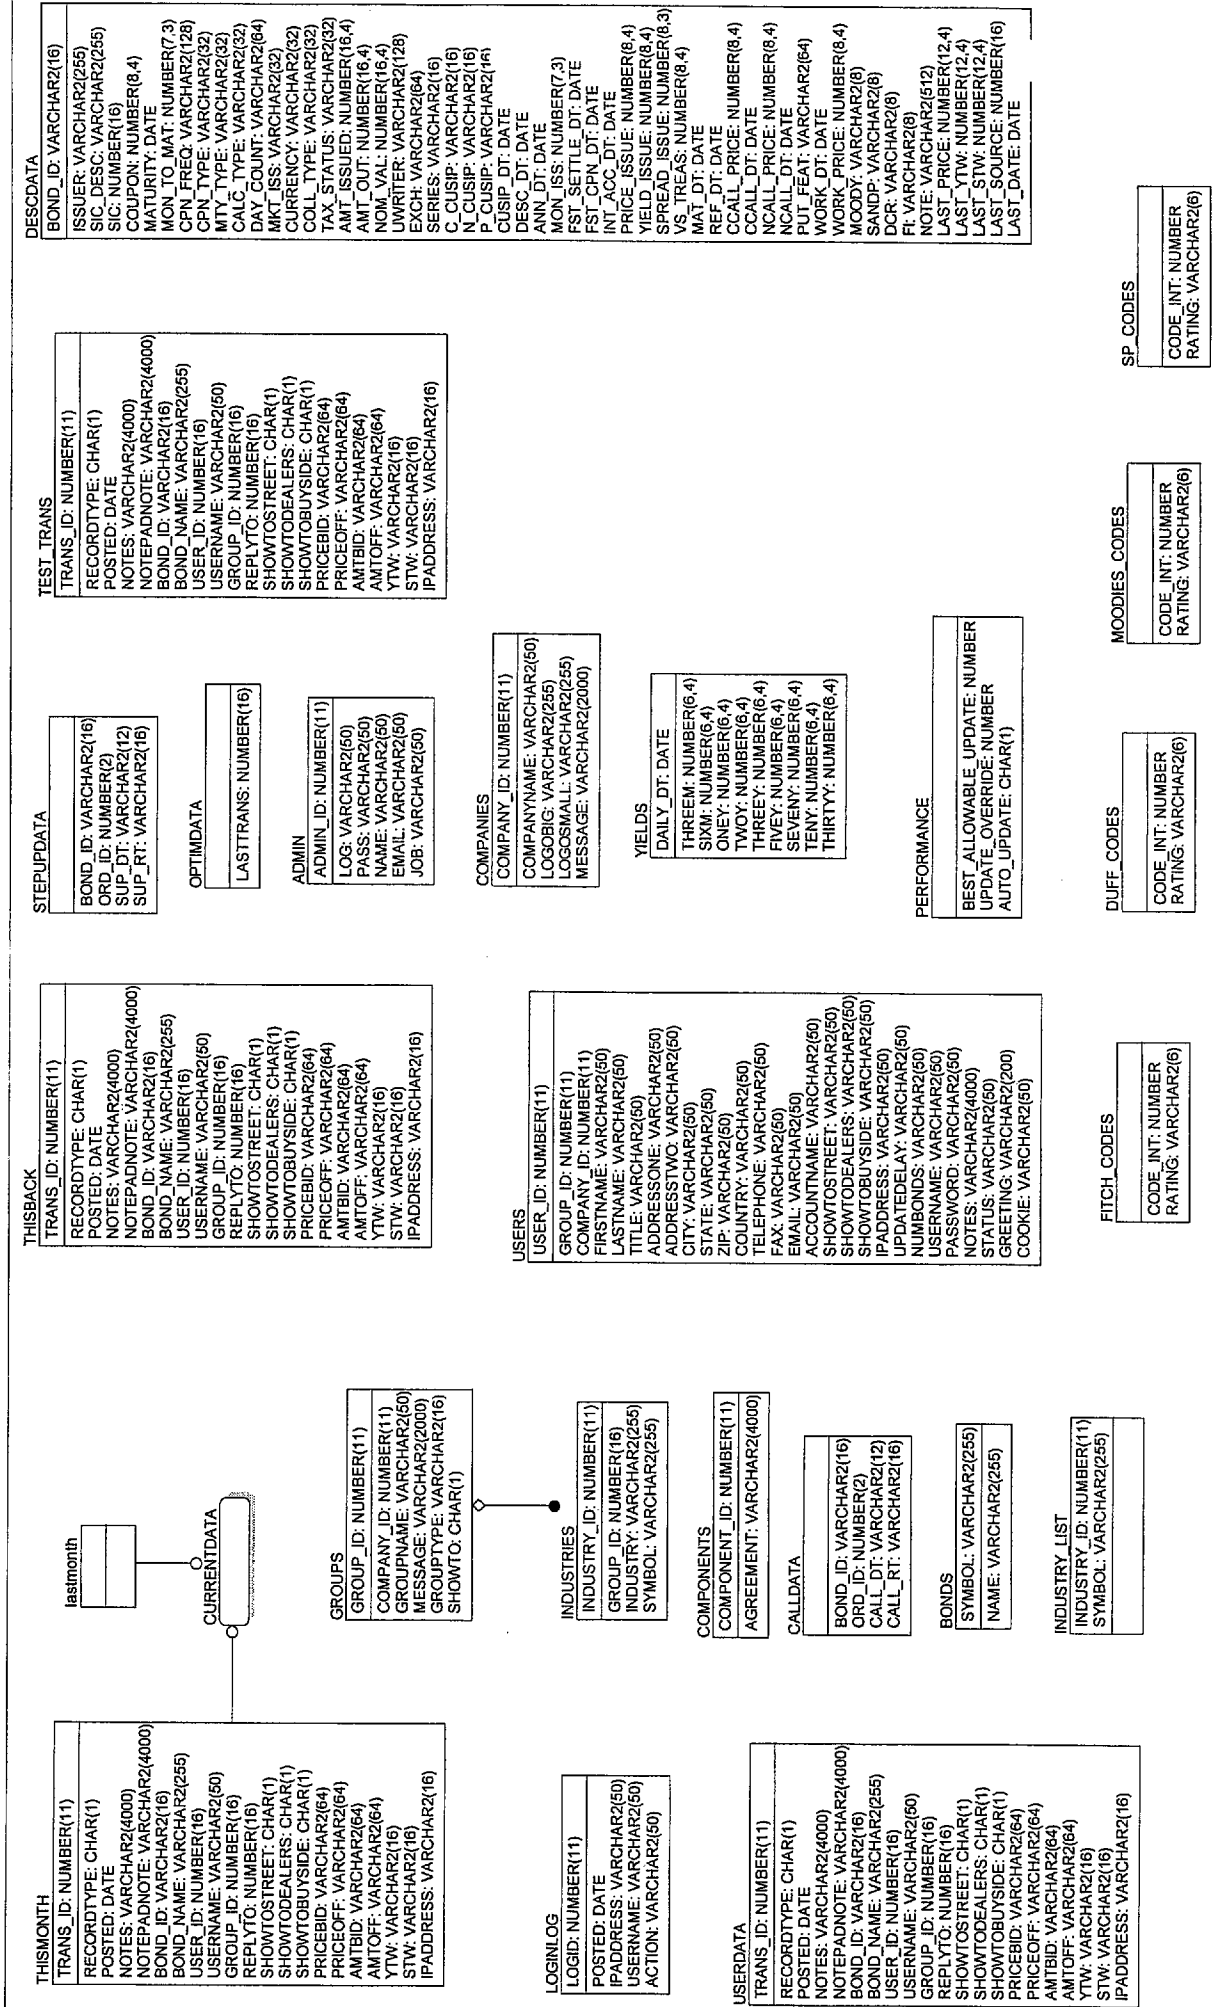 THISMONTH
TRANS_ID: NUMBER(11)
RECORDTYPE: CHAR(1)
POSTED: DATE
NOTES: VARCHAR2(4000)
NOTEPADNOTE: VARCHAR2(4000)
BOND_ID: VARCHAR2(16)
BOND_NAME: VARCHAR2(255)
USER_ID: NUMBER(16)
USERNAME: VARCHAR2(50)
GROUP_ID: NUMBER(16)
REPLYTO: NUMBER(16)
SHOWTOSTREET: CHAR(1)
SHOWTODEALERS: CHAR(1)
SHOWTOBUYSIDE: CHAR(1)
PRICEBID: VARCHAR2(64)
PRICEOFF: VARCHAR2(64)
AMTBID: VARCHAR2(64)
AMTOFF: VARCHAR2(64)
YTW: VARCHAR2(16)
STW: VARCHAR2(16)
IPADDRESS: VARCHAR2(16)
lastmonth
CURRENTDATA
THISBACK
TRANS_ID: NUMBER(11)
RECORDTYPE: CHAR(1)
POSTED: DATE
NOTES: VARCHAR2(4000)
NOTEPADNOTE: VARCHAR2(4000)
BOND_ID: VARCHAR2(16)
BOND_NAME: VARCHAR2(255)
USER_ID: NUMBER(16)
USERNAME: VARCHAR2(50)
GROUP_ID: NUMBER(16)
REPLYTO: NUMBER(16)
SHOWTOSTREET: CHAR(1)
SHOWTODEALERS: CHAR(1)
SHOWTOBUYSIDE: CHAR(1)
PRICEBID: VARCHAR2(64)
PRICEOFF: VARCHAR2(64)
AMTBID: VARCHAR2(64)
AMTOFF: VARCHAR2(64)
YTW: VARCHAR2(16)
STW: VARCHAR2(16)
IPADDRESS: VARCHAR2(16)
STEPUPDATA
BOND_ID: VARCHAR2(16)
ORD_ID: NUMBER(2)
SUP_DT: VARCHAR2(12)
SUP_RT: VARCHAR2(16)
OPTIMDATA
LASTTRANS: NUMBER(16)
ADMIN
ADMIN_ID: NUMBER(11)
LOG: VARCHAR2(50)
PASS: VARCHAR2(50)
NAME: VARCHAR2(50)
EMAIL: VARCHAR2(50)
JOB: VARCHAR2(50)
TEST_TRANS
TRANS_ID: NUMBER(11)
RECORDTYPE: CHAR(1)
POSTED: DATE
NOTES: VARCHAR2(4000)
NOTEPADNOTE: VARCHAR2(4000)
BOND_ID: VARCHAR2(16)
BOND_NAME: VARCHAR2(255)
USER_ID: NUMBER(16)
USERNAME: VARCHAR2(50)
GROUP_ID: NUMBER(16)
REPLYTO: NUMBER(16)
SHOWTOSTREET: CHAR(1)
SHOWTODEALERS: CHAR(1)
SHOWTOBUYSIDE: CHAR(1)
PRICEBID: VARCHAR2(64)
PRICEOFF: VARCHAR2(64)
AMTBID: VARCHAR2(64)
AMTOFF: VARCHAR2(64)
YTW: VARCHAR2(16)
STW: VARCHAR2(16)
IPADDRESS: VARCHAR2(16)
DESCDATA
BOND_ID: VARCHAR2(16)
ISSUER: VARCHAR2(255)
SIC_DESC: VARCHAR2(255)
SIC: NUMBER(16)
COUPON: NUMBER(8,4)
MATURITY: DATE
MON_TO_MAT: NUMBER(7,3)
CPN_FREQ: VARCHAR2(128)
CPN_TYPE: VARCHAR2(32)
MTY_TYPE: VARCHAR2(32)
CALC_TYPE: VARCHAR2(32)
DAY_COUNT: VARCHAR2(64)
MKT_ISS: VARCHAR2(32)
CURRENCY: VARCHAR2(32)
COLL_TYPE: VARCHAR2(32)
TAX_STATUS: VARCHAR2(32)
AMT_ISSUED: NUMBER(16,4)
AMT_OUT: NUMBER(16,4)
NOM_VAL: NUMBER(16,4)
UWRITER: VARCHAR2(128)
EXCH: VARCHAR2(64)
SERIES: VARCHAR2(16)
C_CUSIP: VARCHAR2(16)
N_CUSIP: VARCHAR2(16)
P_CUSIP: VARCHAR2(16)
CUSIP_DT: DATE
DESC_DT: DATE
ANN_DT: DATE
MON_ISS: NUMBER(7,3)
FST_SETTLE_DT: DATE
FST_CPN_DT: DATE
INT_ACC_DT: DATE
PRICE_ISSUE: NUMBER(8,4)
YIELD_ISSUE: NUMBER(8,4)
SPREAD_ISSUE: NUMBER(8,3)
VS_TREAS: NUMBER(8,4)
MAT_DT: DATE
REF_DT: DATE
CCALL_PRICE: NUMBER(8,4)
CCALL_DT: DATE
NCALL_PRICE: NUMBER(8,4)
NCALL_DT: DATE
PUT_FEAT: VARCHAR2(64)
WORK_DT: DATE
WORK_PRICE: NUMBER(8,4)
MOODY: VARCHAR2(8)
SANDP: VARCHAR2(8)
DCR: VARCHAR2(8)
FI: VARCHAR2(8)
NOTE: VARCHAR2(512)
LAST_PRICE: NUMBER(12,4)
LAST_YTW: NUMBER(12,4)
LAST_STW: NUMBER(12,4)
LAST_SOURCE: NUMBER(16)
LAST_DATE: DATE
GROUPS
GROUP_ID: NUMBER(11)
COMPANY_ID: NUMBER(11)
GROUPNAME: VARCHAR2(50)
MESSAGE: VARCHAR2(2000)
GROUPTYPE: VARCHAR2(16)
SHOWTO: CHAR(1)
LOGINLOG
LOGID: NUMBER(11)
POSTED: DATE
IPADDRESS: VARCHAR2(50)
USERNAME: VARCHAR2(50)
ACTION: VARCHAR2(50)
INDUSTRIES
INDUSTRY_ID: NUMBER(11)
GROUP_ID: NUMBER(16)
INDUSTRY: VARCHAR2(255)
SYMBOL: VARCHAR2(255)
USERS
USER_ID: NUMBER(11)
GROUP_ID: NUMBER(11)
COMPANY_ID: NUMBER(11)
FIRSTNAME: VARCHAR2(50)
LASTNAME: VARCHAR2(50)
TITLE: VARCHAR2(50)
ADDRESSONE: VARCHAR2(50)
ADDRESSTWO: VARCHAR2(50)
CITY: VARCHAR2(50)
STATE: VARCHAR2(50)
ZIP: VARCHAR2(50)
COUNTRY: VARCHAR2(50)
TELEPHONE: VARCHAR2(50)
FAX: VARCHAR2(50)
EMAIL: VARCHAR2(50)
ACCOUNTNAME: VARCHAR2(50)
SHOWTOSTREET: VARCHAR2(50)
SHOWTODEALERS: VARCHAR2(50)
SHOWTOBUYSIDE: VARCHAR2(50)
IPADDRESS: VARCHAR2(50)
UPDATEDELAY: VARCHAR2(50)
NUMBONDS: VARCHAR2(50)
USERNAME: VARCHAR2(50)
PASSWORD: VARCHAR2(50)
NOTES: VARCHAR2(4000)
STATUS: VARCHAR2(50)
GREETING: VARCHAR2(200)
COOKIE: VARCHAR2(50)
COMPANIES
COMPANY_ID: NUMBER(11)
COMPANYNAME: VARCHAR2(50)
LOGOBIG: VARCHAR2(255)
LOGOSMALL: VARCHAR2(255)
MESSAGE: VARCHAR2(2000)
YIELDS
DAILY_DT: DATE
THREEM: NUMBER(6,4)
SIXM: NUMBER(6,4)
ONEY: NUMBER(6,4)
TWOY: NUMBER(6,4)
THREEY: NUMBER(6,4)
FIVEY: NUMBER(6,4)
SEVENY: NUMBER(6,4)
TENY: NUMBER(6,4)
THIRTYY: NUMBER(6,4)
USERDATA
TRANS_ID: NUMBER(11)
RECORDTYPE: CHAR(1)
POSTED: DATE
NOTES: VARCHAR2(4000)
NOTEPADNOTE: VARCHAR2(4000)
BOND_ID: VARCHAR2(16)
BOND_NAME: VARCHAR2(255)
USER_ID: NUMBER(16)
USERNAME: VARCHAR2(50)
GROUP_ID: NUMBER(16)
REPLYTO: NUMBER(16)
SHOWTOSTREET: CHAR(1)
SHOWTODEALERS: CHAR(1)
SHOWTOBUYSIDE: CHAR(1)
PRICEBID: VARCHAR2(64)
PRICEOFF: VARCHAR2(64)
AMTBID: VARCHAR2(64)
AMTOFF: VARCHAR2(64)
YTW: VARCHAR2(16)
STW: VARCHAR2(16)
IPADDRESS: VARCHAR2(16)
COMPONENTS
COMPONENT_ID: NUMBER(11)
AGREEMENT: VARCHAR2(4000)
CALLDATA
BOND_ID: VARCHAR2(16)
ORD_ID: NUMBER(2)
CALL_DT: VARCHAR2(12)
CALL_RT: VARCHAR2(16)
BONDS
SYMBOL: VARCHAR2(255)
NAME: VARCHAR2(255)
INDUSTRY_LIST
INDUSTRY_ID: NUMBER(11)
SYMBOL: VARCHAR2(255)
PERFORMANCE
BEST_ALLOWABLE_UPDATE: NUMBER
UPDATE_OVERRIDE: NUMBER
AUTO_UPDATE: CHAR(1)
FITCH_CODES
CODE_INT: NUMBER
RATING: VARCHAR2(6)
DUFF_CODES
CODE_INT: NUMBER
RATING: VARCHAR2(6)
MOODIES_CODES
CODE_INT: NUMBER
RATING: VARCHAR2(6)
SP_CODES
CODE_INT: NUMBER
RATING: VARCHAR2(6)